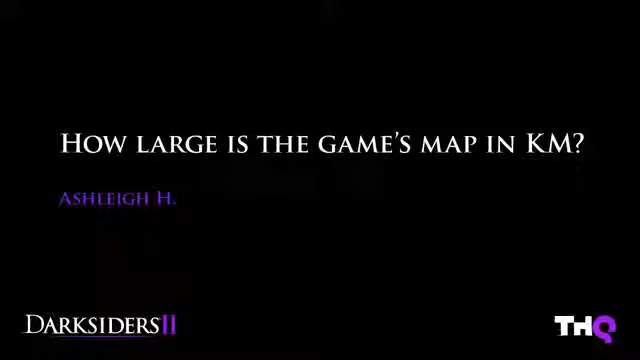 How large is the game's map in KM?
Ashleigh H.
Darksiders II
THQ